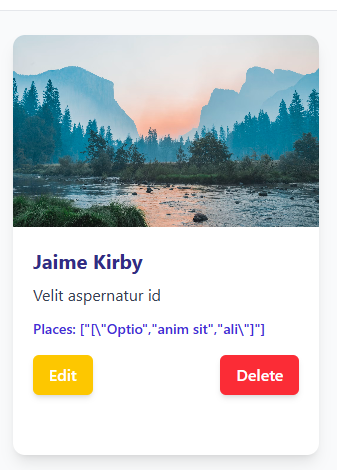 Jaime Kirby
Velit aspernatur id
Places: ["[\"Optio","anim sit","ali\"]"]
Edit
Delete